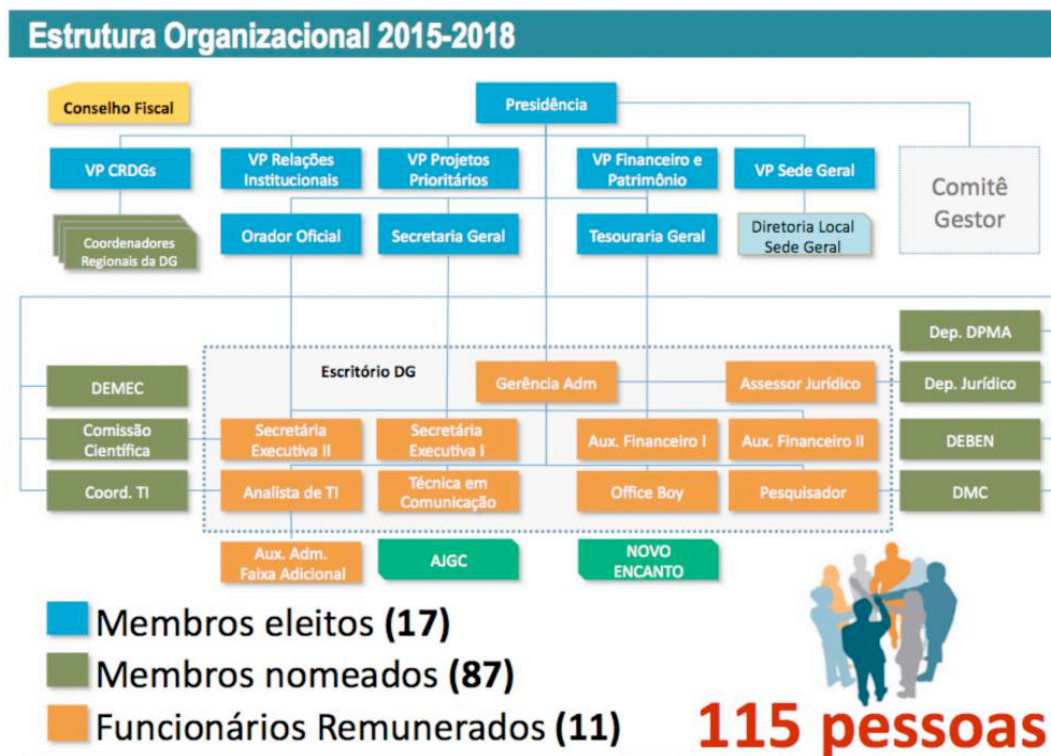 Estrutura Organizacional 2015-2018
Conselho Fiscal
Presidência
VP CRDGs
VP Relações
Institucionais
VP Projetos
Prioritários
VP Financeiro e
Patrimônio
VP Sede Geral
Comitê
Gestor
Coordenadores
Regionais da DG
Orador Oficial
Secretaria Geral
Tesouraria Geral
Diretoria Local
Sede Geral
Dep. DPMA
Escritório DG
Gerência Adm
Assessor Jurídico
Dep. Jurídico
DEMEC
Comissão
Científica
Secretária
Executiva II
Secretária
Executiva I
Aux. Financeiro I
Aux. Financeiro II
DEBEN
Coord. TI
Analista de TI
Técnica em
Comunicação
Office Boy
Pesquisador
DMC
Aux. Adm.
Faixa Adicional
AJGC
NOVO
ENCANTO
Membros eleitos (17)
Membros nomeados (87)
Funcionários Remunerados (11)
115 pessoas